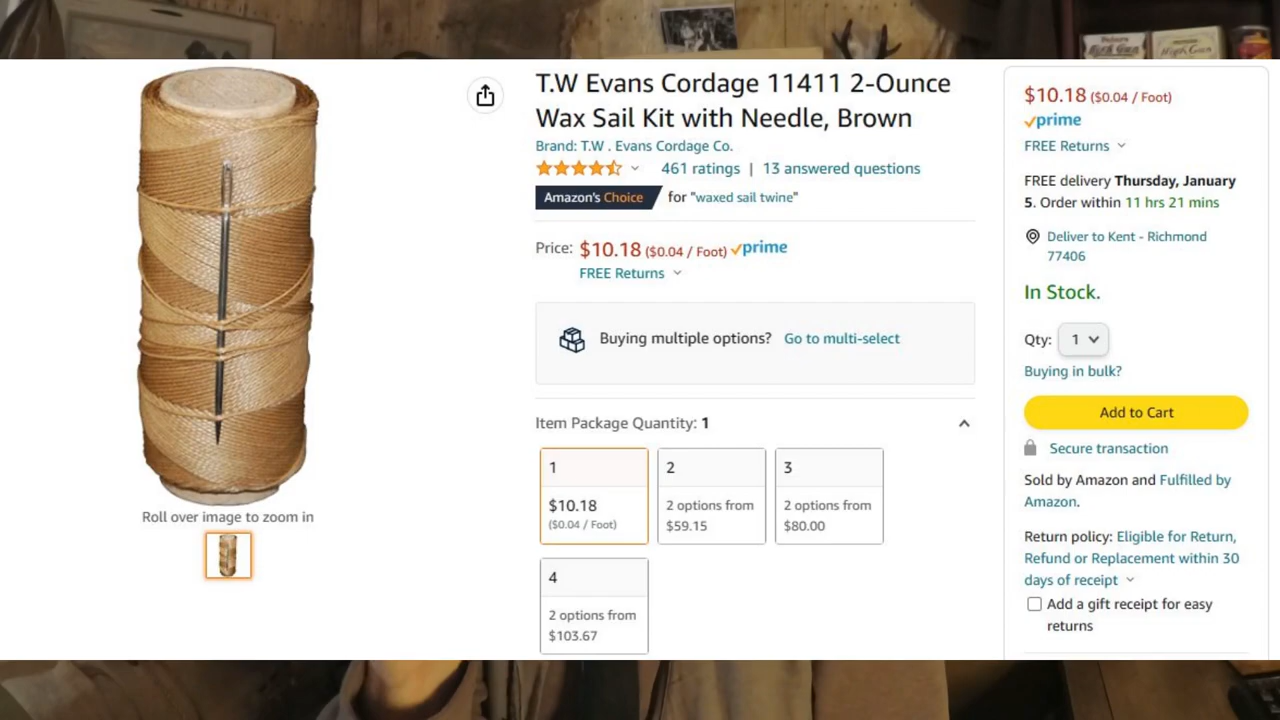 High Gun
High Gun
T.W Evans Cordage 11411 2-Ounce
Wax Sail Kit with Needle, Brown
Brand: T.W . Evans Cordage Co.
461 ratings | 13 answered questions
Amazon's Choice for "waxed sail twine"
Price: $10.18 ($0.04 / Foot) prime
FREE Returns
Buying multiple options? Go to multi-select
Item Package Quantity: 1
1
$10.18
($0.04 / Foot)
2
2 options from
$59.15
3
2 options from
$80.00
4
2 options from
$103.67
Roll over image to zoom in
$10.18 ($0.04 / Foot)
prime
FREE Returns
FREE delivery Thursday, January
5. Order within 11 hrs 21 mins
Deliver to Kent - Richmond
77406
In Stock.
Qty: 1
Buying in bulk?
Add to Cart
Secure transaction
Sold by Amazon and Fulfilled by
Amazon.
Return policy: Eligible for Return,
Refund or Replacement within 30
days of receipt
Add a gift receipt for easy
returns